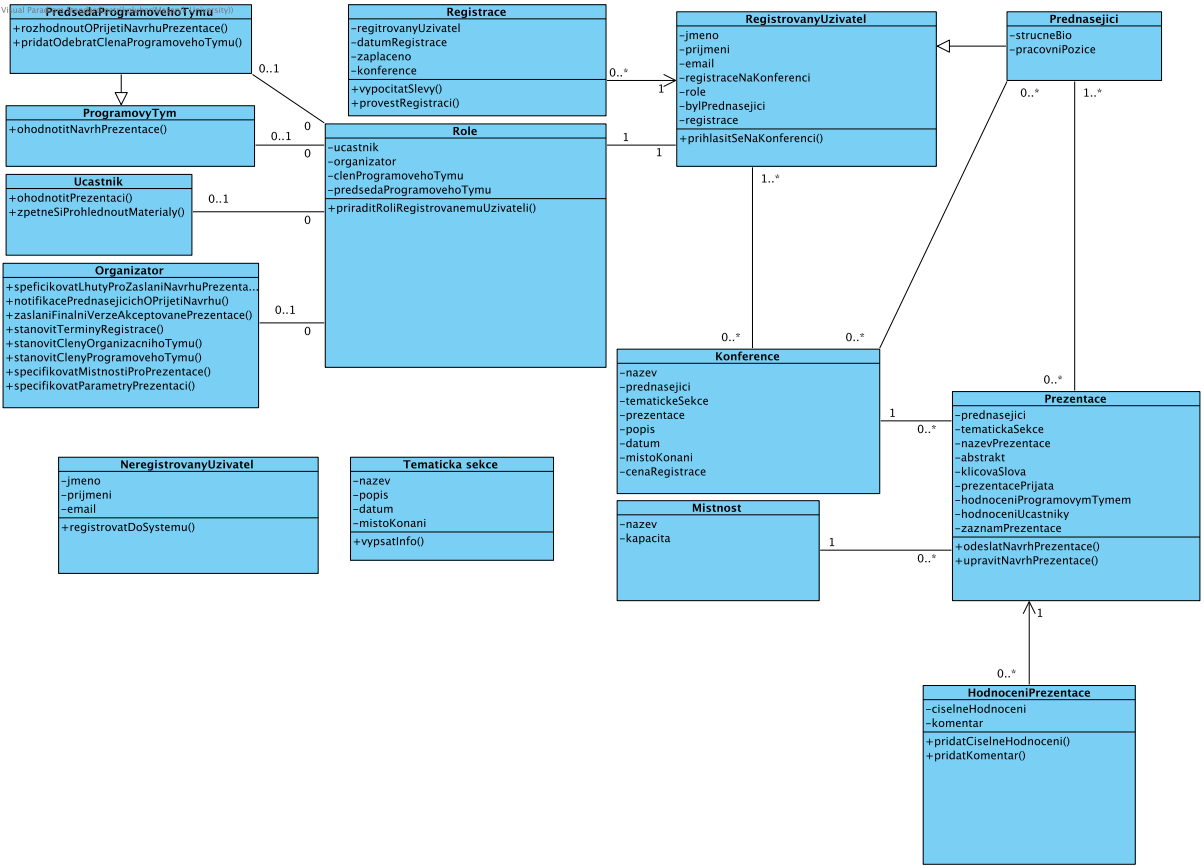 Visual Paradigm
University))
PredsedaProgramovehoTymu
+rozhodnoutOPrijetiNavrhuPrezentace()
+pridatOdebratClenaProgramovehoTymu()
0..1
0
ProgramovyTym
+ohodnotitNavrhPrezentace()
0..1
0
Ucastnik
+ohodnotitPrezentaci()
+zpetneSiProhlednoutMaterialy()
0..1
0
Organizator
+speficikovatLhutyProZaslaniNavrhuPrezenta...
+notifikacePrednasejicichOPrijetiNavrhu()
+zaslaniFinalniVerzeAkceptovanePrezentace()
+stanovitTerminyRegistrace()
+stanovitClenyOrganizacnihoTymu()
+stanovitClenyProgramovehoTymu()
+specifikovatMistnostiProPrezentace()
+specifikovatParametryPrezentaci()
0..1
0
Registrace
-regitrovanyUzivatel
-datumRegistrace
-zaplaceno
-konference
+vypocitatSlevy()
+provestRegistraci()
0..*
1
Role
-ucastnik
-organizator
-clenProgramovehoTymu
-predsedaProgramovehoTymu
+priraditRoliRegistrovanemuUzivateli()
1
1
RegistrovanyUzivatel
-jmeno
-prijmeni
-email
-registraceNaKonferenci
-role
-bylPrednasejici
-registrace
+prihlasitSeNaKonferenci()
1..*
0..*
Prednasejici
-strucneBio
-pracovniPozice
0..*
1..*
0..*
0..*
Konference
-nazev
-prednasejici
-tematickeSekce
-prezentace
-popis
-datum
-mistoKonani
-cenaRegistrace
1
0..*
Prezentace
-prednasejici
-tematickaSekce
-nazevPrezentace
-abstrakt
-klicovaSlova
-prezentacePrijata
-hodnoceniProgramovymTymem
-hodnoceniUcastniky
-zaznamPrezentace
+odeslatNavrhPrezentace()
+upravitNavrhPrezentace()
NeregistrovanyUzivatel
-jmeno
-prijmeni
-email
+registrovatDoSystemu()
Tematicka sekce
-nazev
-popis
-datum
-mistoKonani
+vypsatInfo()
Mistnost
-nazev
-kapacita
1
0..*
1
0..*
HodnoceniPrezentace
-ciselneHodnoceni
-komentar
+pridatCiselneHodnoceni()
+pridatKomentar()